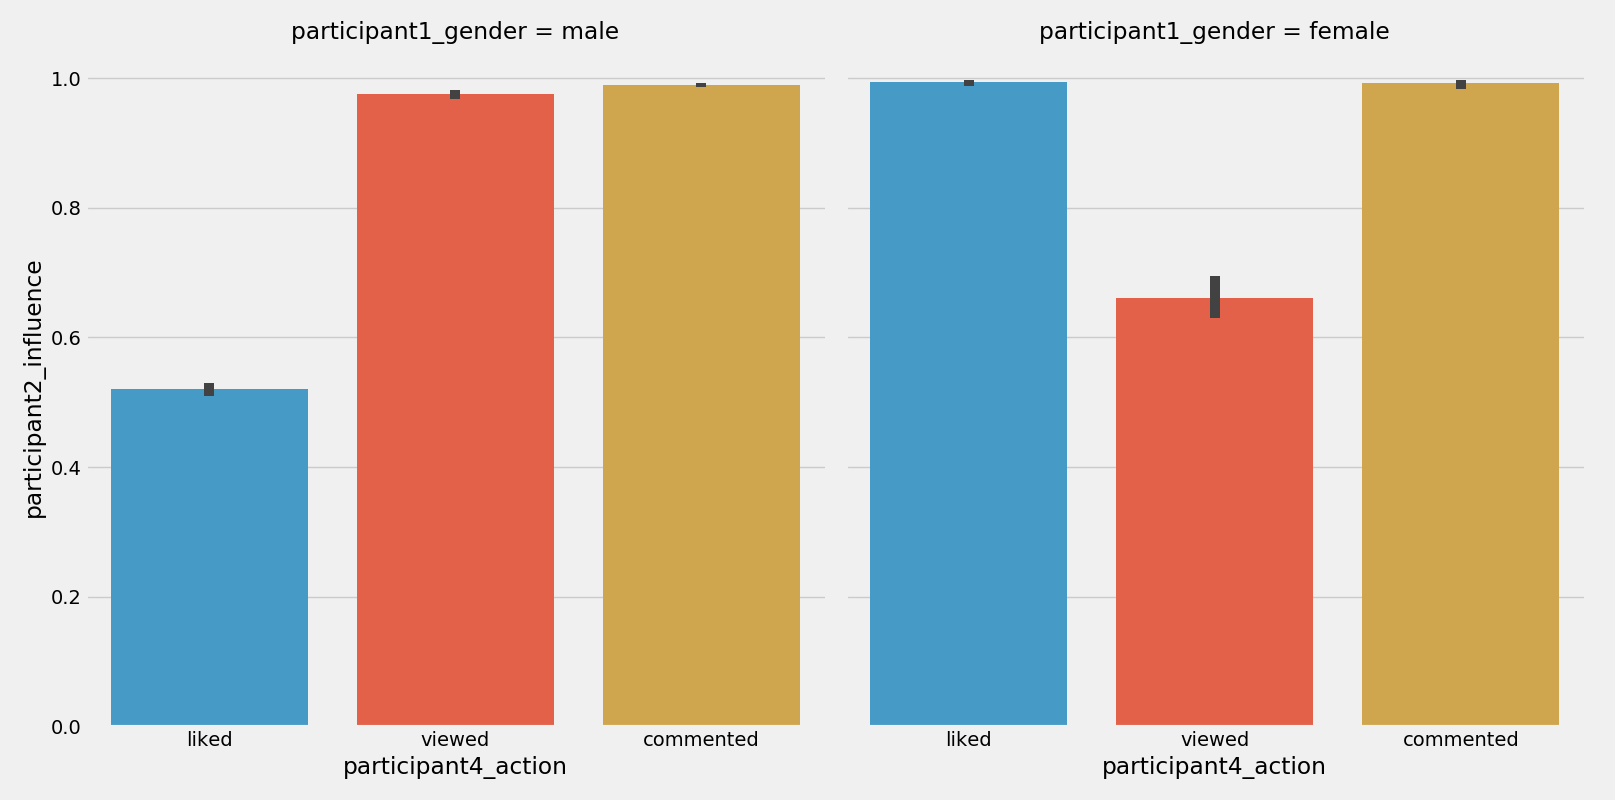 participant1_gender = male
participant1_gender = female
participant2_influence
1.0
0.8
0.6
0.4
0.2
0.0
liked viewed commented
liked viewed commented
participant4_action
participant4_action